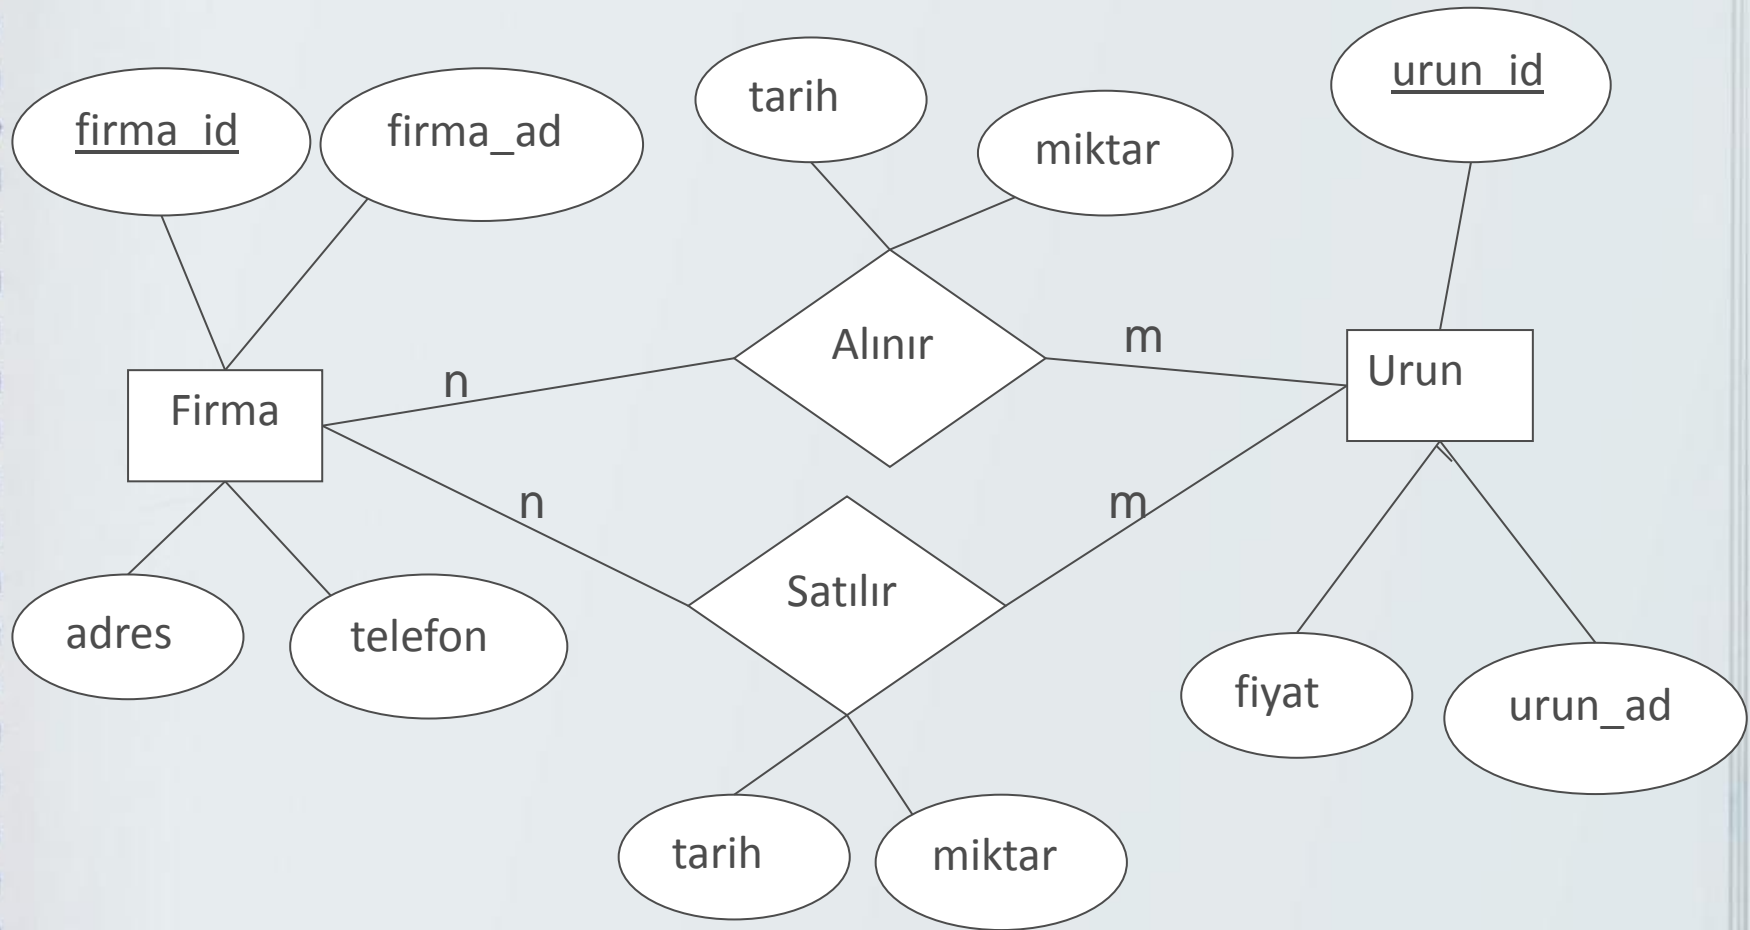 firma_id
firma_ad
tarih
miktar
urun_id
Alınır
m
n
Firma
Urun
n
m
Satılır
adres
telefon
fiyat
urun_ad
tarih
miktar